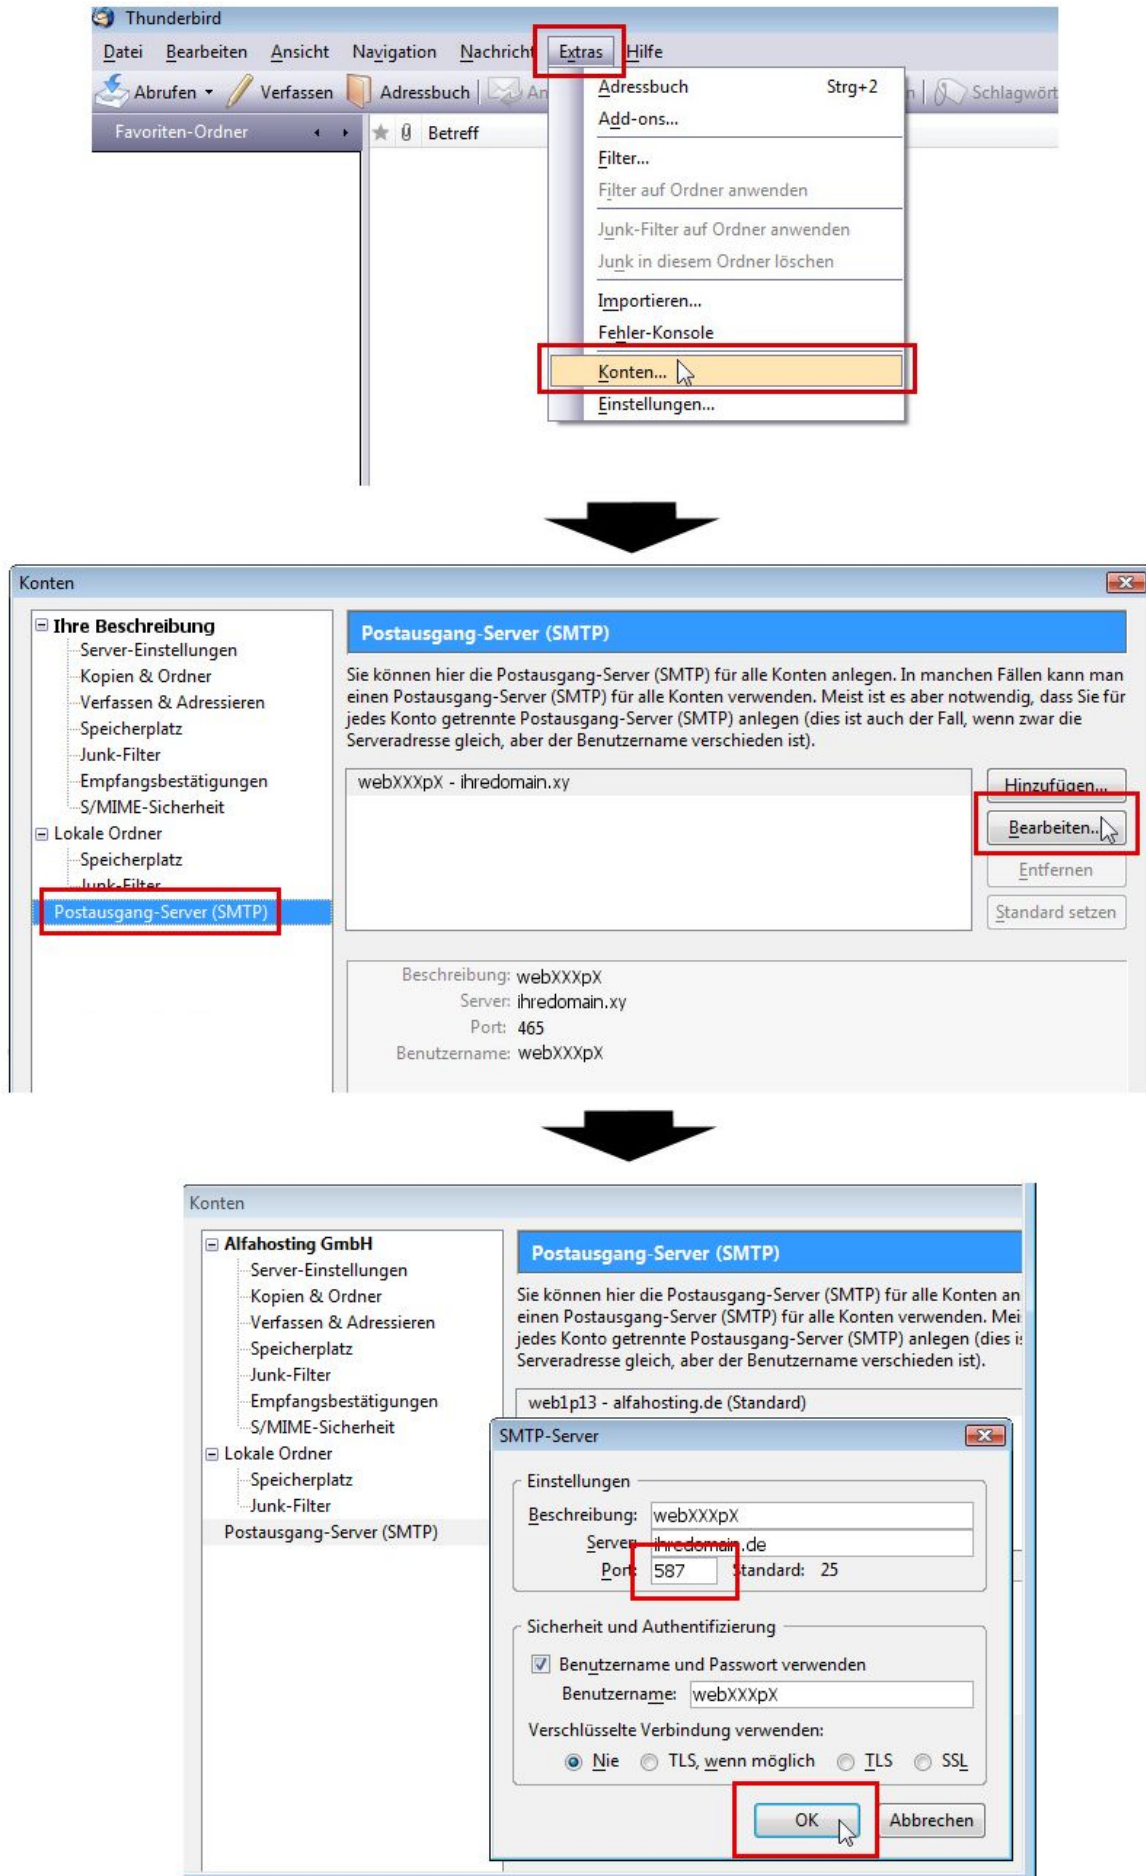 Thunderbird
Datei Bearbeiten Ansicht Navigation Nachricht Extras Hilfe
Abrufen Verfassen Adressbuch An n Schlagwört
Favoriten-Ordner Betreff
Adressbuch Strg+2
Add-ons...
Filter...
Filter auf Ordner anwenden
Junk-Filter auf Ordner anwenden
Junk in diesem Ordner löschen
Importieren...
Fehler-Konsole
Konten...
Einstellungen...
Konten
Ihre Beschreibung
Server-Einstellungen
Kopien & Ordner
Verfassen & Adressieren
Speicherplatz
Junk-Filter
Empfangsbestätigungen
S/MIME-Sicherheit
Lokale Ordner
Speicherplatz
Junk-Filter
Postausgang-Server (SMTP)
Postausgang-Server (SMTP)
Sie können hier die Postausgang-Server (SMTP) für alle Konten anlegen. In manchen Fällen kann man
einen Postausgang-Server (SMTP) für alle Konten verwenden. Meist ist es aber notwendig, dass Sie für
jedes Konto getrennte Postausgang-Server (SMTP) anlegen (dies ist auch der Fall, wenn zwar die
Serveradresse gleich, aber der Benutzername verschieden ist).
webXXXpX - ihredomain.xy
Hinzufügen...
Bearbeiten...
Entfernen
Standard setzen
Beschreibung: webXXXpX
Server: ihredomain.xy
Port: 465
Benutzername: webXXXpX
Konten
Alfahosting GmbH
Server-Einstellungen
Kopien & Ordner
Verfassen & Adressieren
Speicherplatz
Junk-Filter
Empfangsbestätigungen
S/MIME-Sicherheit
Lokale Ordner
Speicherplatz
Junk-Filter
Postausgang-Server (SMTP)
Postausgang-Server (SMTP)
Sie können hier die Postausgang-Server (SMTP) für alle Konten an
einen Postausgang-Server (SMTP) für alle Konten verwenden. Mei
jedes Konto getrennte Postausgang-Server (SMTP) anlegen (dies i
Serveradresse gleich, aber der Benutzername verschieden ist).
web1p13 - alfahosting.de (Standard)
SMTP-Server
Einstellungen
Beschreibung: webXXXpX
Server: ihredomain.de
Port: 587 Standard: 25
Sicherheit und Authentifizierung
Benutzername und Passwort verwenden
Benutzername: webXXXpX
Verschlüsselte Verbindung verwenden:
Nie TLS, wenn möglich TLS SSL
OK Abbrechen